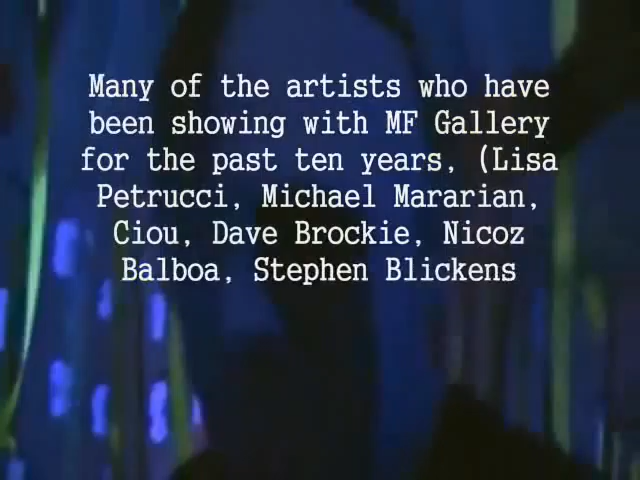 Many of the artists who have
been showing with MF Gallery
for the past ten years, (Lisa
Petrucci, Michael Mararian,
Ciou, Dave Brockie, Nicoz
Balboa, Stephen Blickens